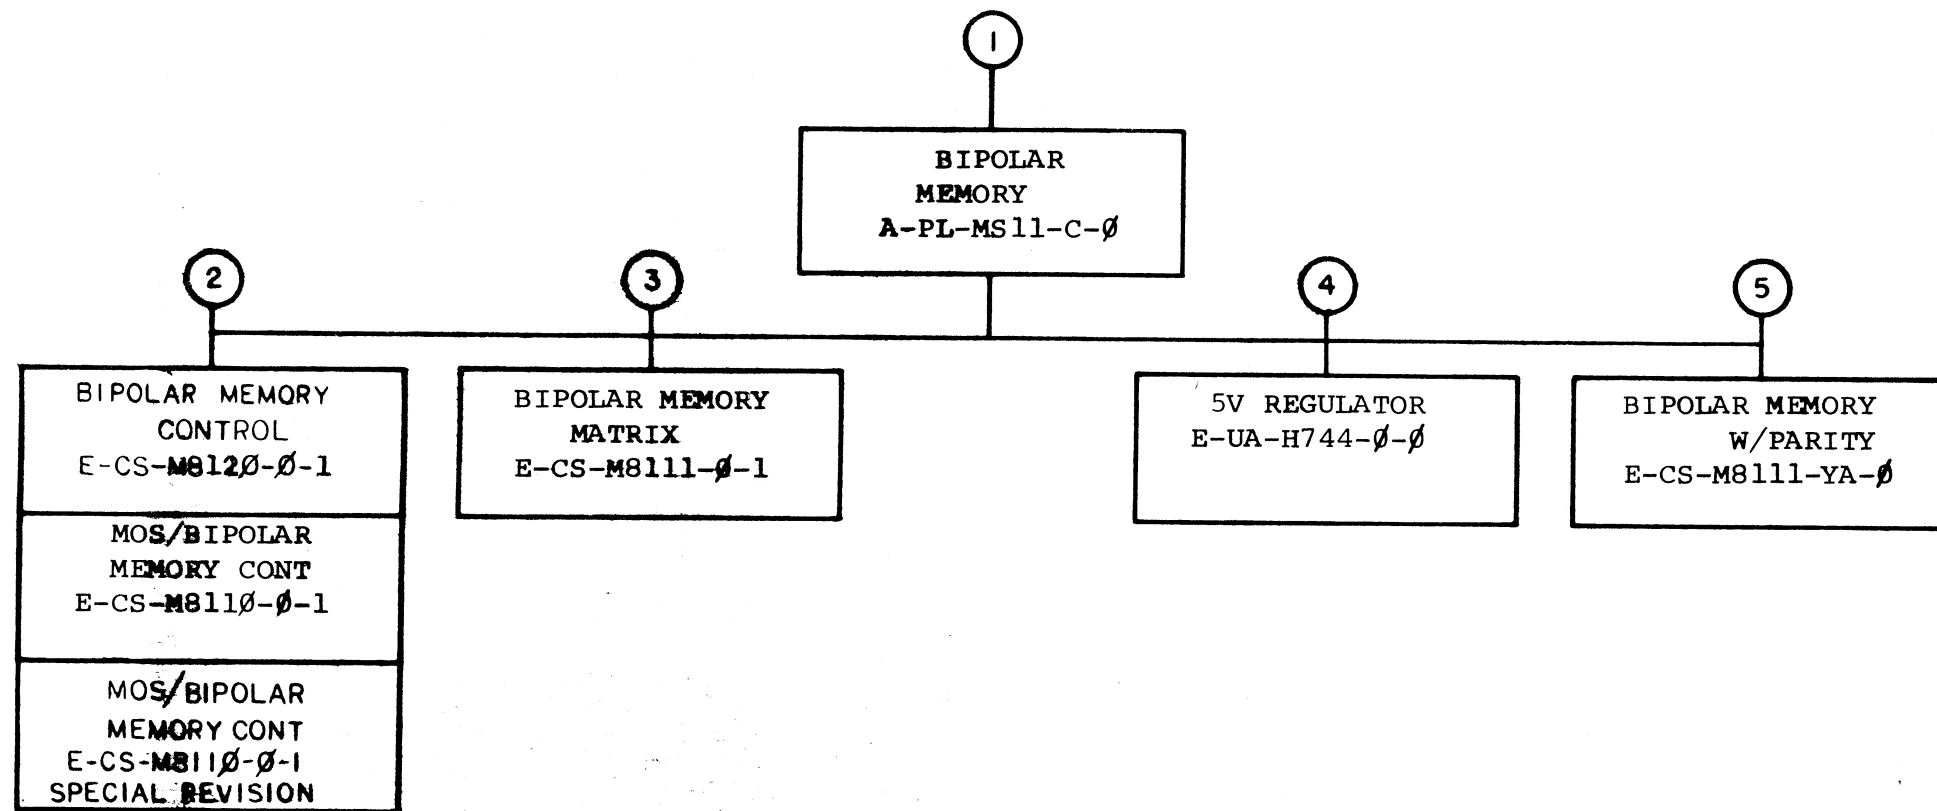 1
BIPOLAR
MEMORY
A-PL-MS11-C-Ø
2
3
4
5
BIPOLAR MEMORY
CONTROL
E-CS-M812Ø-Ø-1
MOS/BIPOLAR
MEMORY CONT
E-CS-M811Ø-Ø-1
MOS/BIPOLAR
MEMORY CONT
E-CS-M811Ø-Ø-1
SPECIAL REVISION
BIPOLAR MEMORY
MATRIX
E-CS-M8111-Ø-1
5V REGULATOR
E-UA-H744-Ø-Ø
BIPOLAR MEMORY
W/PARITY
E-CS-M8111-YA-Ø